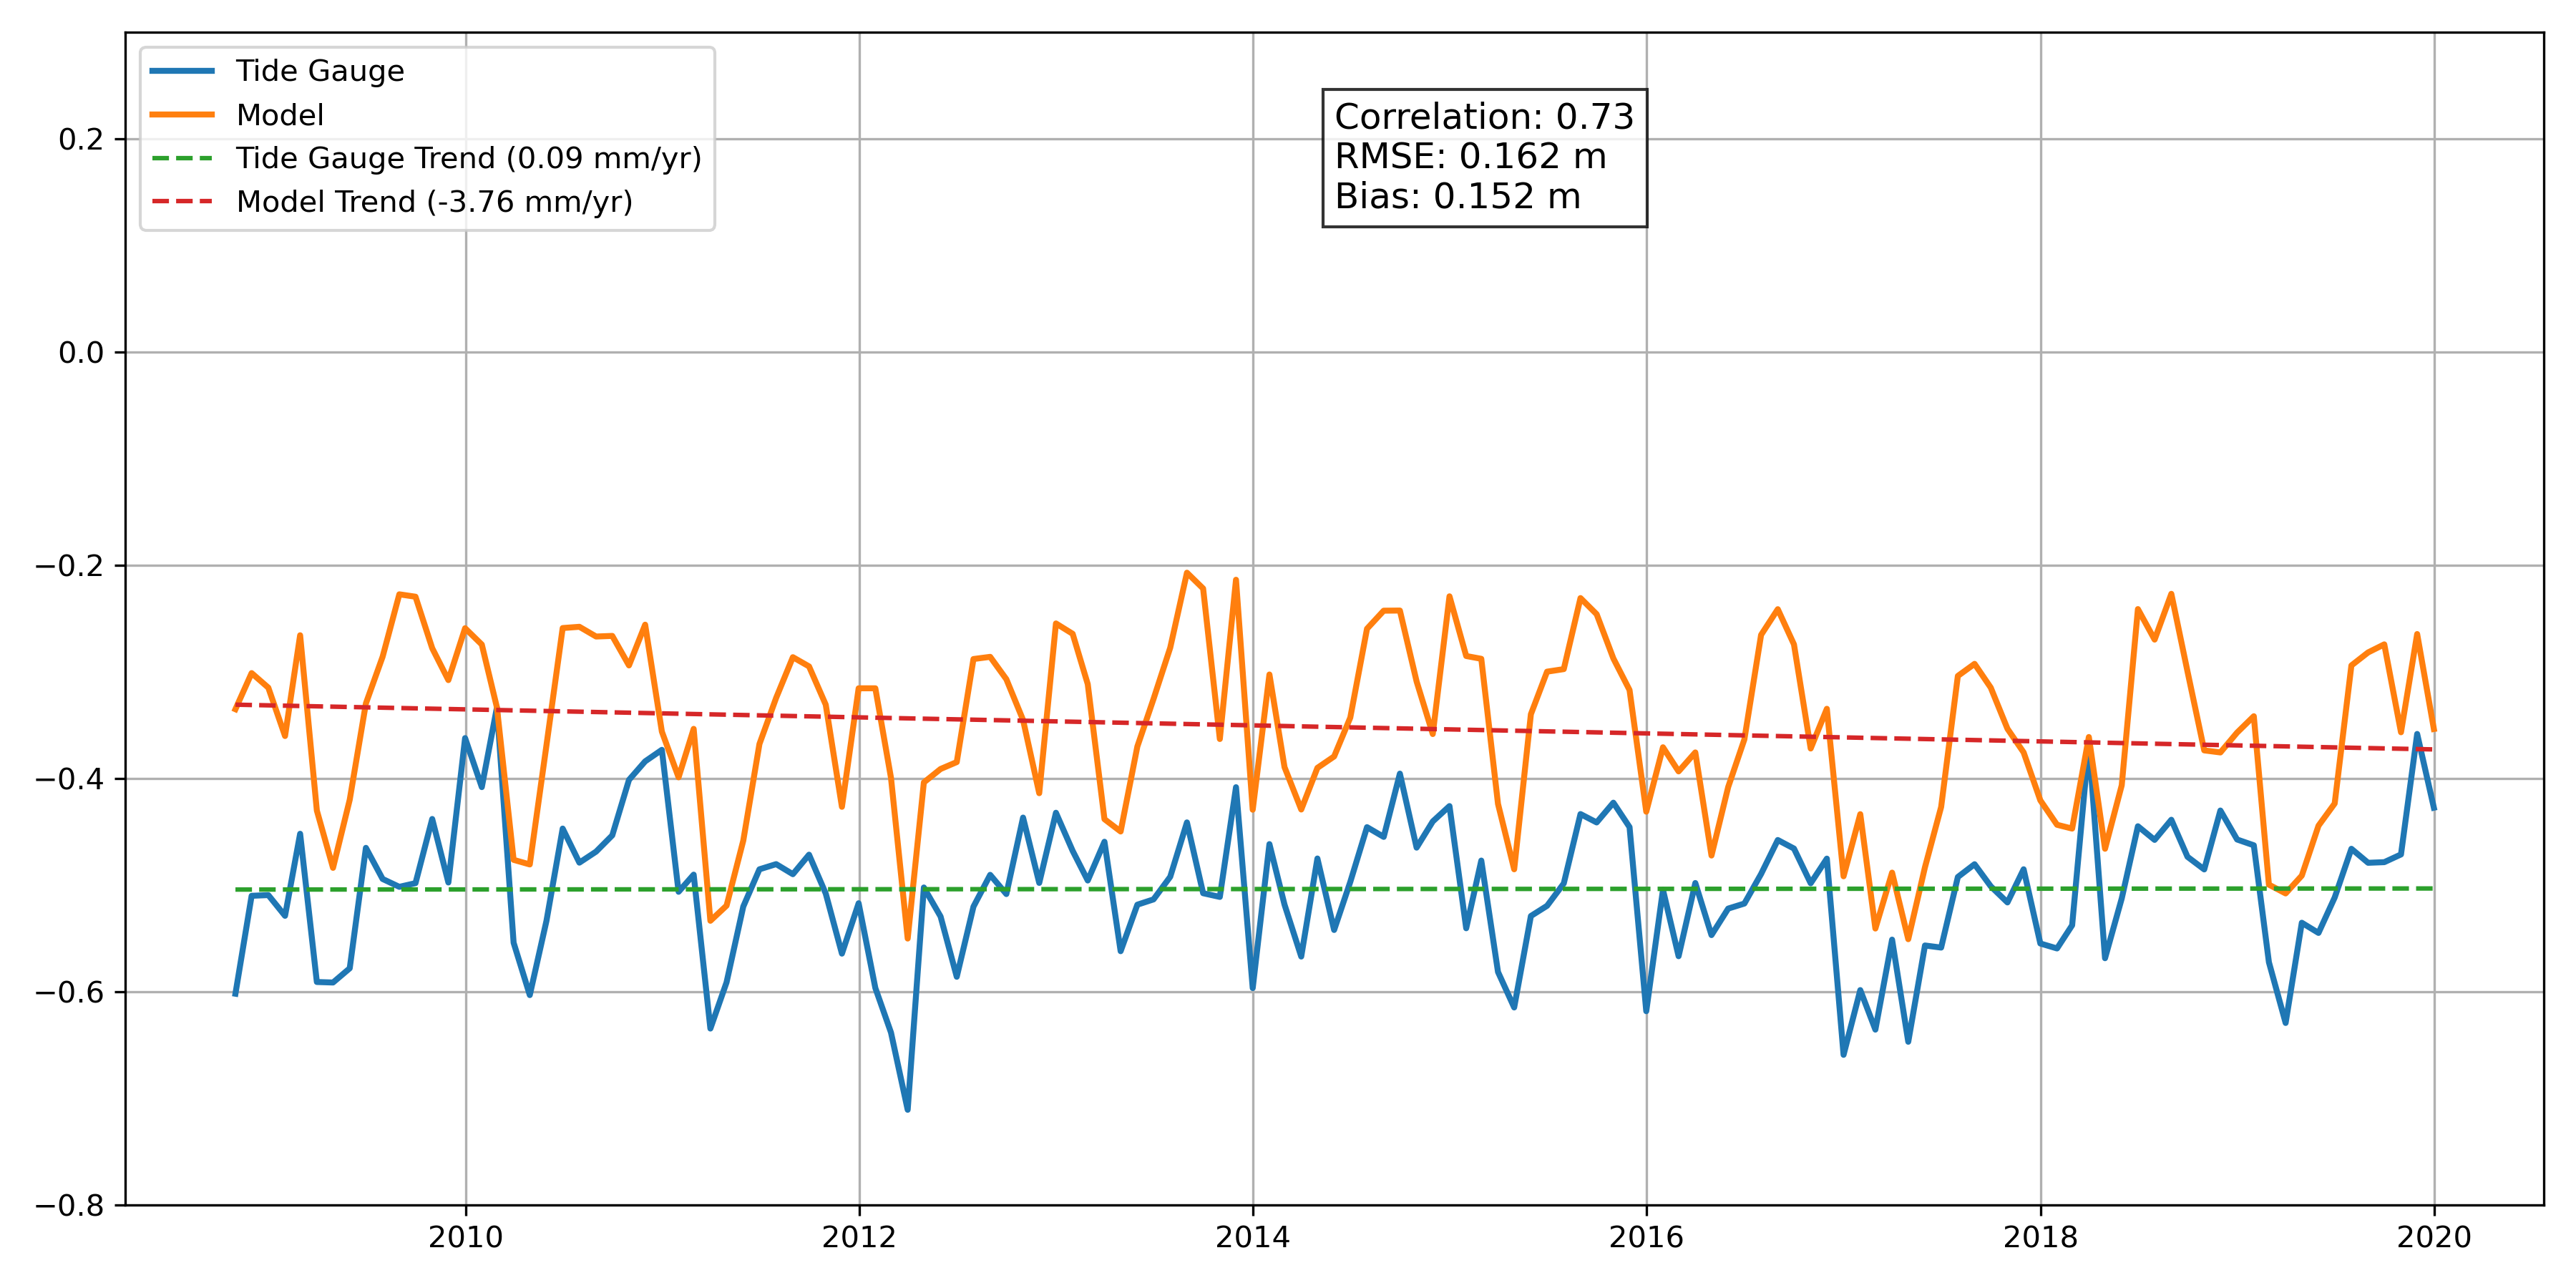 Tide Gauge
Model
Tide Gauge Trend (0.09 mm/yr)
Model Trend (-3.76 mm/yr)
Correlation: 0.73
RMSE: 0.162 m
Bias: 0.152 m
0.2
0.0
−0.2
−0.4
−0.6
−0.8
2010 2012 2014 2016 2018 2020